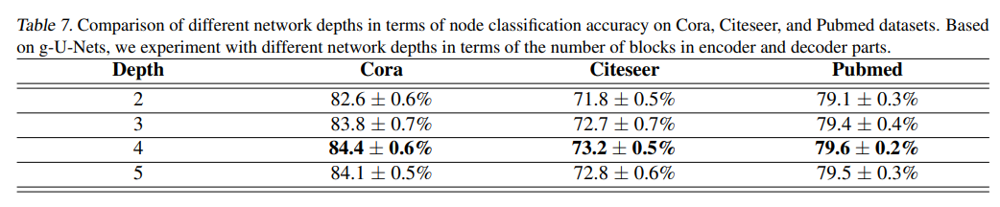 Table 7. Comparison of different network depths in terms of node classification accuracy on Cora, Citeseer, and Pubmed datasets. Based
on g-U-Nets, we experiment with different network depths in terms of the number of blocks in encoder and decoder parts.
Depth Cora Citeseer Pubmed
2 82.6 ± 0.6% 71.8 ± 0.5% 79.1 ± 0.3%
3 83.8 ± 0.7% 72.7 ± 0.7% 79.4 ± 0.4%
4 84.4 ± 0.6% 73.2 ± 0.5% 79.6 ± 0.2%
5 84.1 ± 0.5% 72.8 ± 0.6% 79.5 ± 0.3%